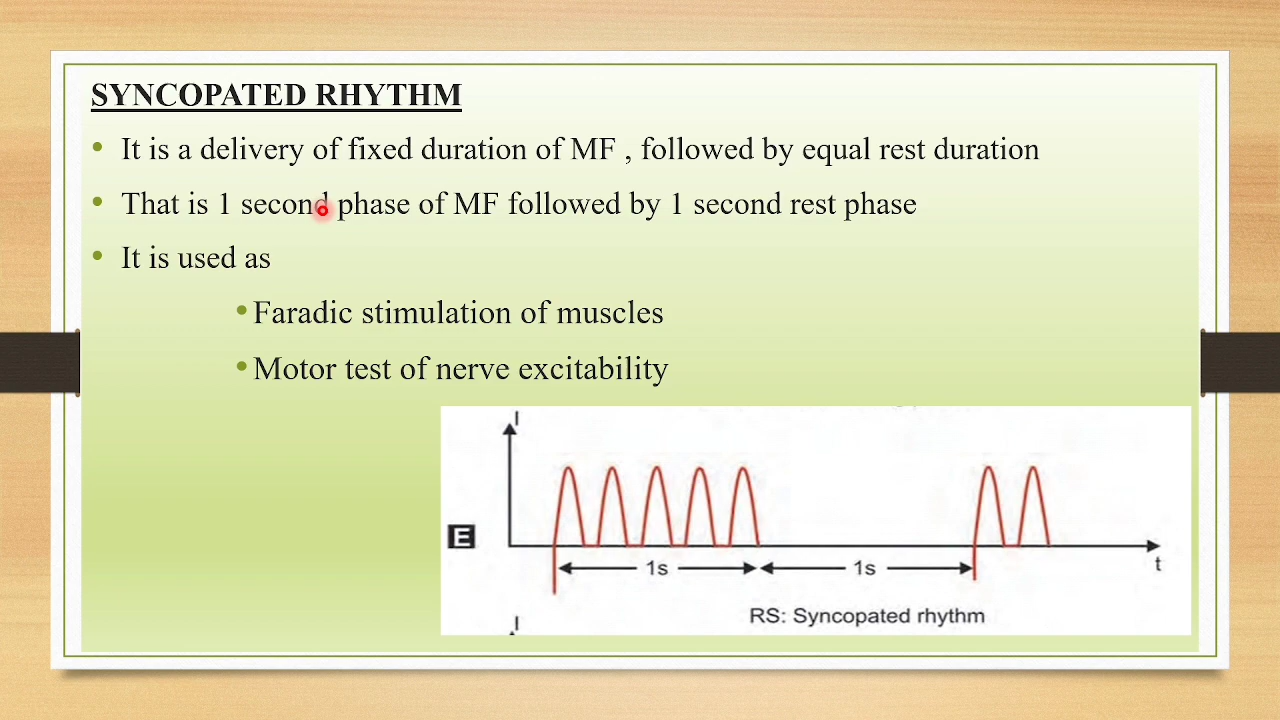 SYNCOPATED RHYTHM
• It is a delivery of fixed duration of MF , followed by equal rest duration
• That is 1 second phase of MF followed by 1 second rest phase
• It is used as
• Faradic stimulation of muscles
• Motor test of nerve excitability
I
E
1s 1s
t
RS: Syncopated rhythm
I